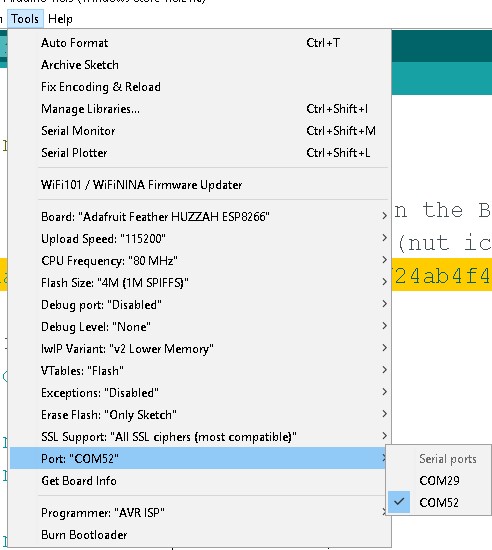 Tools Help
Auto Format Ctrl+T
Archive Sketch
Fix Encoding & Reload
Manage Libraries... Ctrl+Shift+I
Serial Monitor Ctrl+Shift+M
Serial Plotter Ctrl+Shift+L
WiFi101 / WiFiNINA Firmware Updater
Board: "Adafruit Feather HUZZAH ESP8266"
n the B
Upload Speed: "115200"
(nut ic
CPU Frequency: "80 MHz"
24ab4f4
Flash Size: "4M (1M SPIFFS)"
Debug port: "Disabled"
Debug Level: "None"
lwIP Variant: "v2 Lower Memory"
VTables: "Flash"
Exceptions: "Disabled"
Erase Flash: "Only Sketch"
SSL Support: "All SSL ciphers (most compatible)"
Port: "COM52"
Serial ports
Get Board Info
COM29
COM52
Programmer: "AVR ISP"
Burn Bootloader